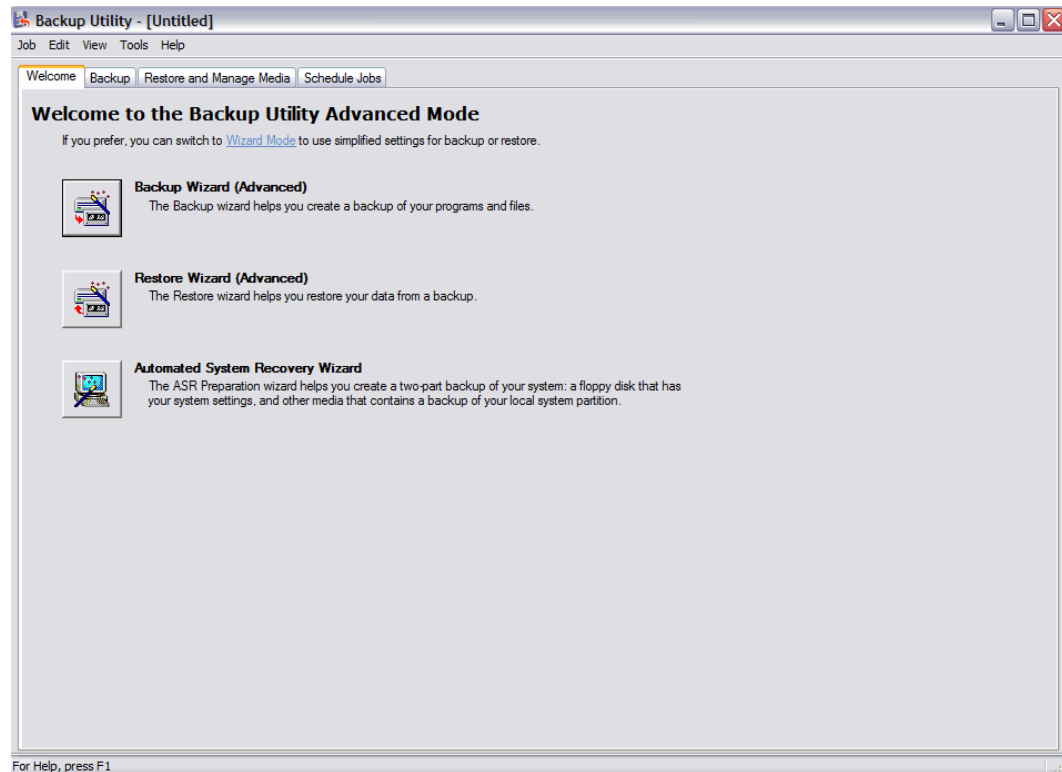 Backup Utility - [Untitled]
Job Edit View Tools Help
Welcome Backup Restore and Manage Media Schedule Jobs
Welcome to the Backup Utility Advanced Mode
If you prefer, you can switch to Wizard Mode to use simplified settings for backup or restore.
Backup Wizard (Advanced)
The Backup wizard helps you create a backup of your programs and files.
Restore Wizard (Advanced)
The Restore wizard helps you restore your data from a backup.
Automated System Recovery Wizard
The ASR Preparation wizard helps you create a two-part backup of your system: a floppy disk that has
your system settings, and other media that contains a backup of your local system partition.
For Help, press F1